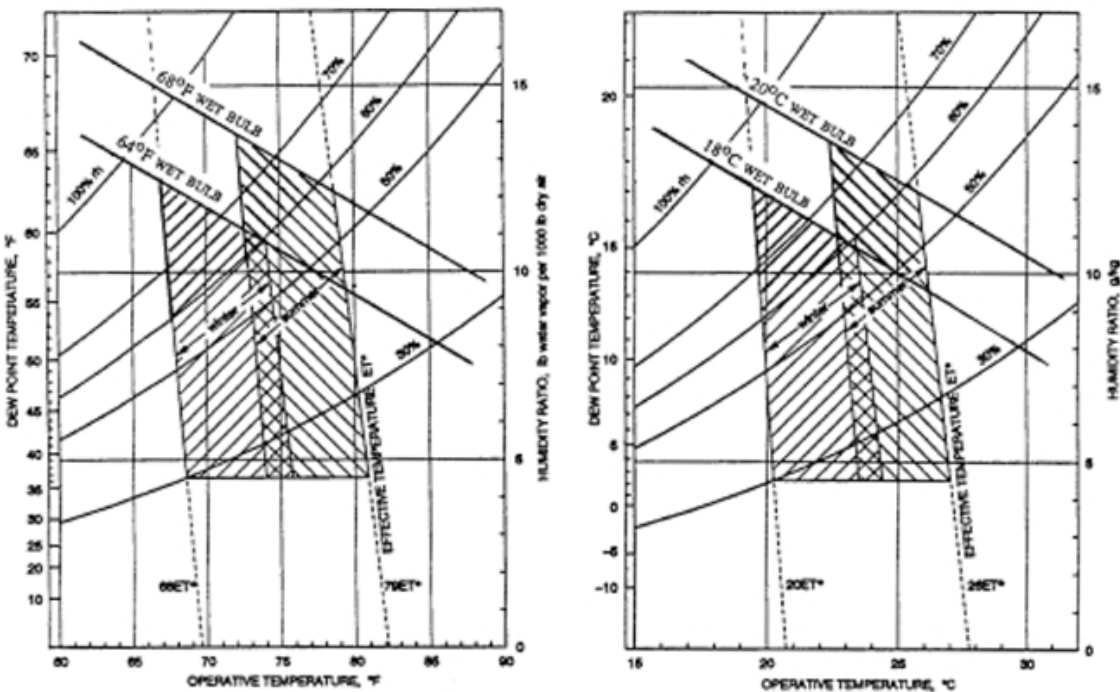 70
65
60
55
50
45
40
35
30
25
20
10
DEW POINT TEMPERATURE, °F
68°F WET BULB
64°F WET BULB
100% rh
70%
60%
50%
30%
winter
summer
EFFECTIVE TEMPERATURE ET*
68ET*
79ET*
15
10
5
0
HUMIDITY RATIO, lb water vapor per 1000 lb dry air
60
65
70
75
80
85
90
OPERATIVE TEMPERATURE, °F
20
15
10
5
0
-5
-10
DEW POINT TEMPERATURE, °C
20°C WET BULB
18°C WET BULB
100% rh
70%
60%
30%
winter
summer
EFFECTIVE TEMPERATURE ET*
20ET*
26ET*
15
10
5
0
HUMIDITY RATIO, g/kg
15
20
25
30
OPERATIVE TEMPERATURE, °C